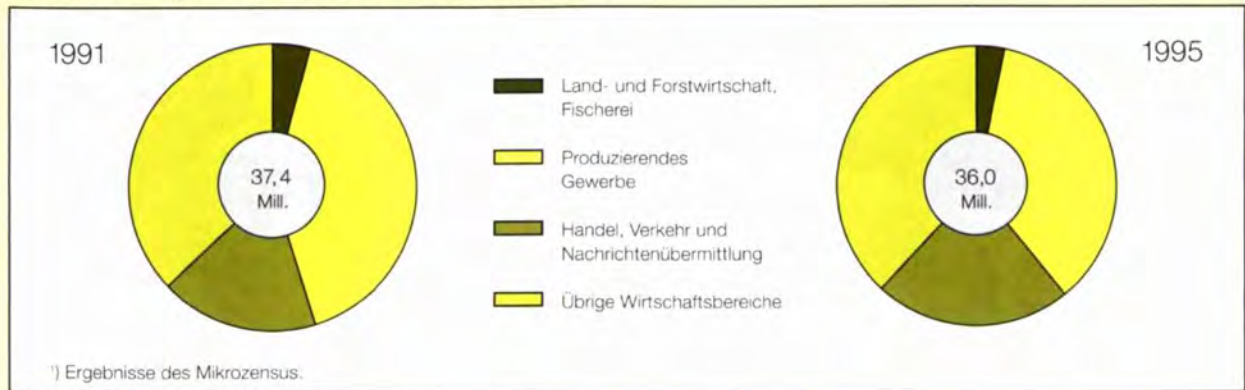 1991
37,4
Mill.
Land- und Forstwirtschaft,
Fischerei
Produzierendes
Gewerbe
Handel, Verkehr und
Nachrichtenübermittlung
Übrige Wirtschaftsbereiche
1995
36,0
Mill.
¹) Ergebnisse des Mikrozensus.